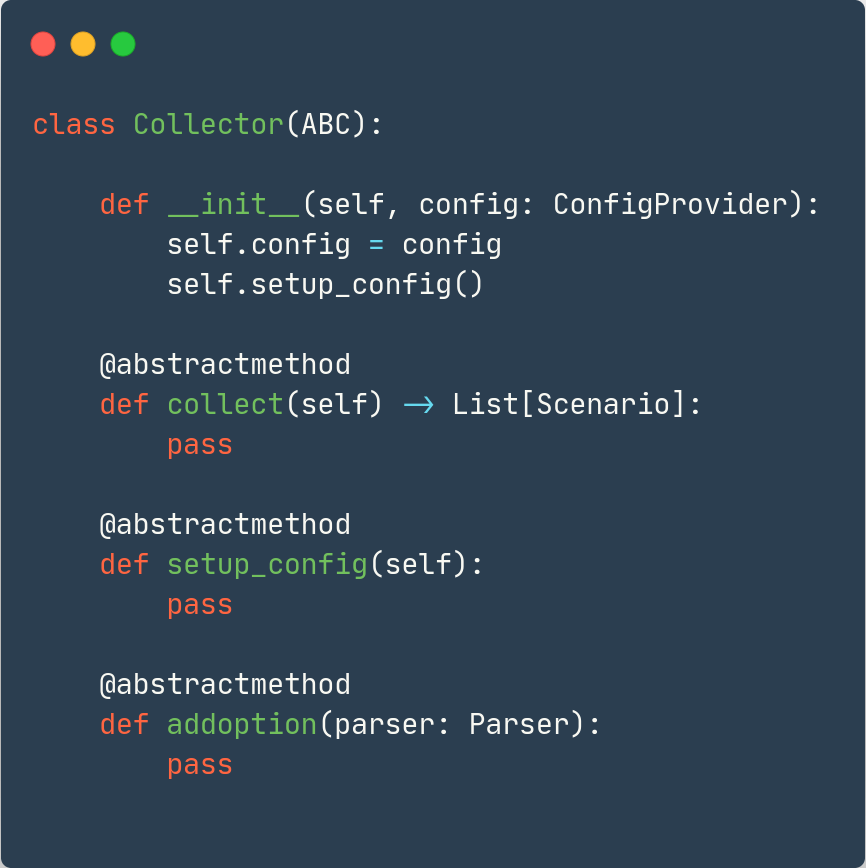 class Collector(ABC):
def __init__(self, config: ConfigProvider):
self.config = config
self.setup_config()
@abstractmethod
def collect(self) -> List[Scenario]:
pass
@abstractmethod
def setup_config(self):
pass
@abstractmethod
def addoption(parser: Parser):
pass